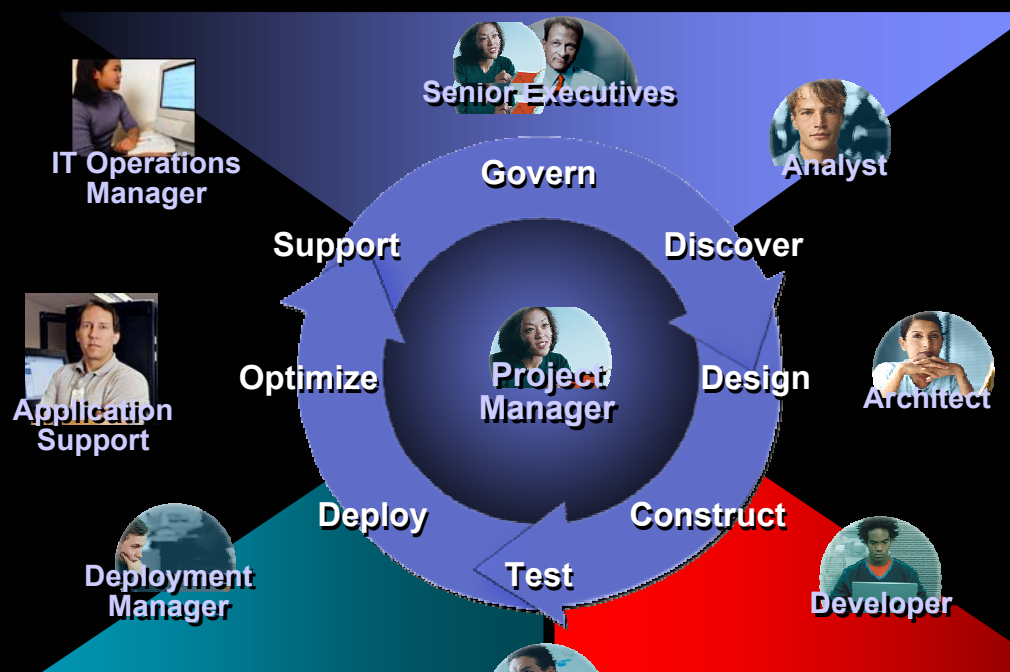 Senior Executives
IT Operations
Manager
Analyst
Govern
Support
Discover
Optimize
Project
Manager
Design
Architect
Application
Support
Deploy
Construct
Test
Deployment
Manager
Developer